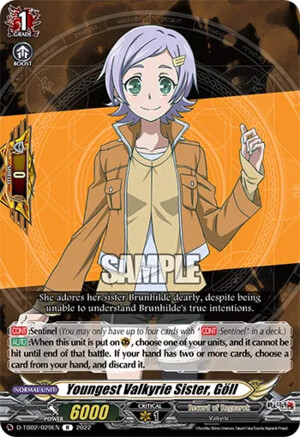 1
GRADE
BOOST
0
SAMPLE
She adores her sister Brunhilde dearly, despite being
unable to understand Brunhilde's true intentions.
CONT:Sentinel (You may only have up to four cards with "CONT:Sentinel" in a deck.)
AUTO:When this unit is put on, choose one of your units, and it cannot be
hit until end of that battle. If your hand has two or more cards, choose a
card from your hand, and discard it.
NORMAL UNIT
Youngest Valkyrie Sister, Göll
POWER 6000
CRITICAL 1
Record of Ragnarok
Valkyrie
D-TB02/029EN R 2022